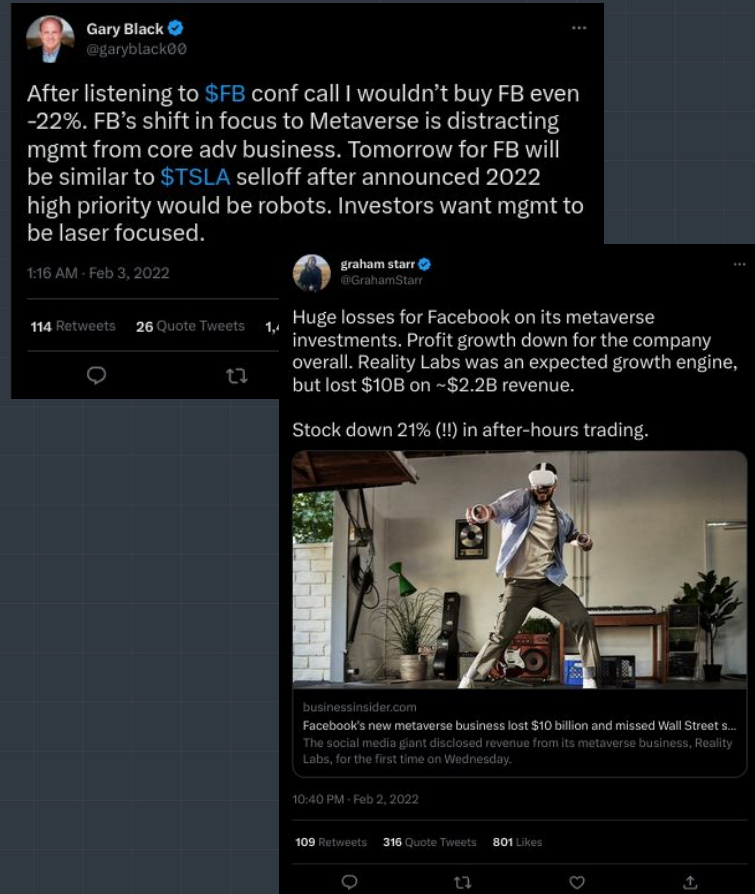 Gary Black
@garyblack00
After listening to $FB conf call I wouldn’t buy FB even
-22%. FB’s shift in focus to Metaverse is distracting
mgmt from core adv business. Tomorrow for FB will
be similar to $TSLA selloff after announced 2022
high priority would be robots. Investors want mgmt to
be laser focused.
1:16 AM · Feb 3, 2022
114 Retweets 26 Quote Tweets 1,4
graham starr
@GrahamStarr
Huge losses for Facebook on its metaverse
investments. Profit growth down for the company
overall. Reality Labs was an expected growth engine,
but lost $10B on ~$2.2B revenue.
Stock down 21% (!!) in after-hours trading.
businessinsider.com
Facebook's new metaverse business lost $10 billion and missed Wall Street s...
The social media giant disclosed revenue from its metaverse business, Reality
Labs, for the first time on Wednesday.
10:40 PM · Feb 2, 2022
109 Retweets 316 Quote Tweets 801 Likes